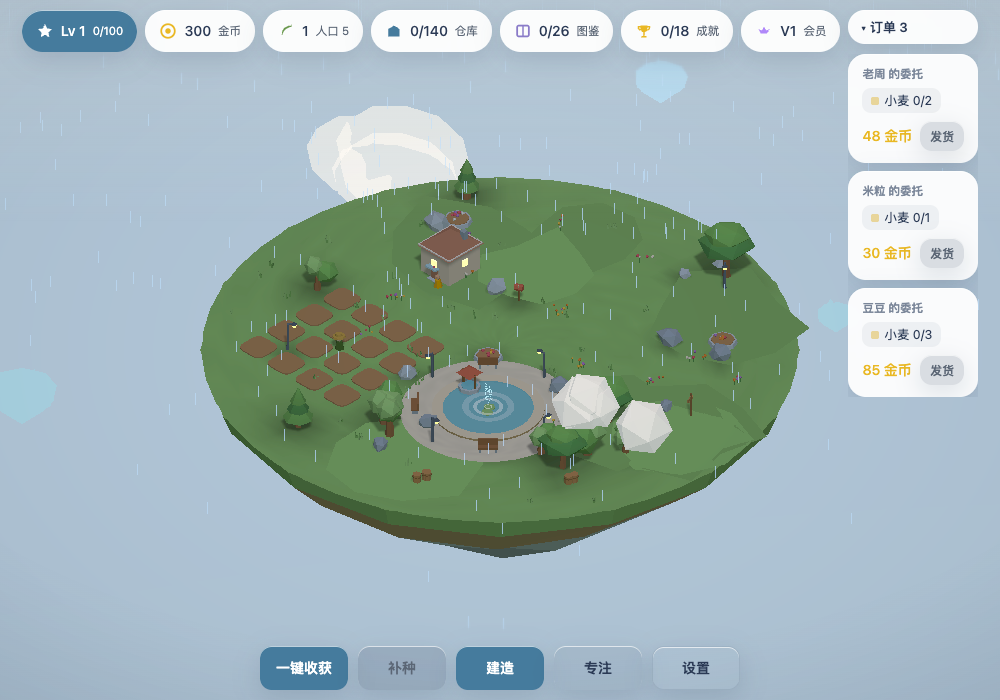 Lv 1 0/100
300 金币
1 人口 5
0/140 仓库
0/26 图鉴
0/18 成就
V1 会员
▾ 订单 3
老周 的委托
小麦 0/2
48 金币 发货
米粒 的委托
小麦 0/1
30 金币 发货
豆豆 的委托
小麦 0/3
85 金币 发货
一键收获
补种
建造
专注
设置